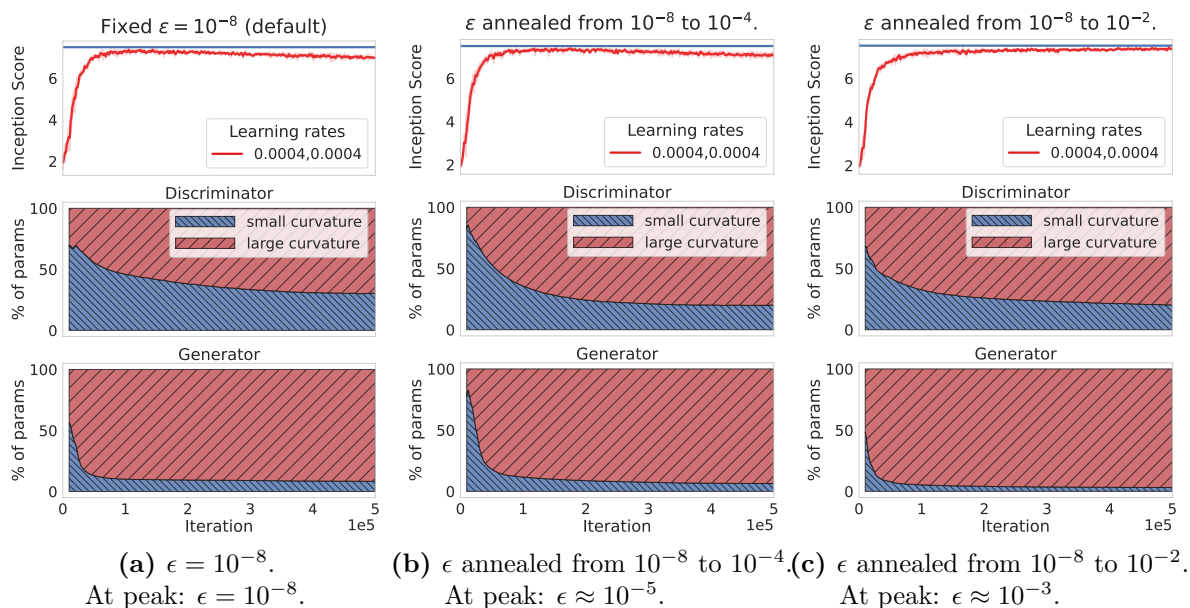 Fixed ε = 10⁻⁸ (default)
Inception Score
6
4
2
Learning rates
0.0004,0.0004
Discriminator
% of params
100
50
0
small curvature
large curvature
Generator
% of params
100
50
0
0 1 2 3 4 5
Iteration 1e5
(a) ϵ = 10⁻⁸.
At peak: ϵ = 10⁻⁸.
ε annealed from 10⁻⁸ to 10⁻⁴.
Inception Score
6
4
2
Learning rates
0.0004,0.0004
Discriminator
% of params
100
50
0
small curvature
large curvature
Generator
% of params
100
50
0
0 1 2 3 4 5
Iteration 1e5
(b) ϵ annealed from 10⁻⁸ to 10⁻⁴.
At peak: ϵ ≈ 10⁻⁵.
ε annealed from 10⁻⁸ to 10⁻².
Inception Score
6
4
2
Learning rates
0.0004,0.0004
Discriminator
% of params
100
50
0
small curvature
large curvature
Generator
% of params
100
50
0
0 1 2 3 4 5
Iteration 1e5
(c) ϵ annealed from 10⁻⁸ to 10⁻².
At peak: ϵ ≈ 10⁻³.